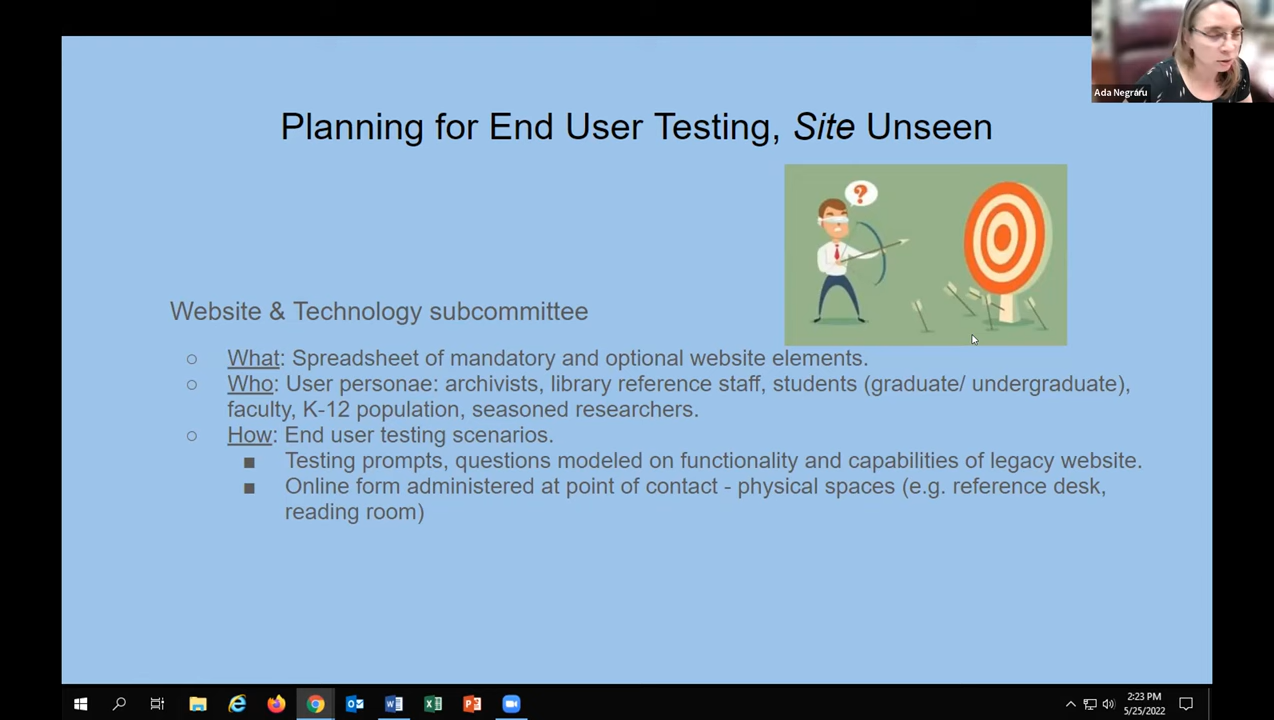 Ada Negraru
Planning for End User Testing, Site Unseen
?
Website & Technology subcommittee
○ What: Spreadsheet of mandatory and optional website elements.
○ Who: User personae: archivists, library reference staff, students (graduate/ undergraduate),
faculty, K-12 population, seasoned researchers.
○ How: End user testing scenarios.
■ Testing prompts, questions modeled on functionality and capabilities of legacy website.
■ Online form administered at point of contact - physical spaces (e.g. reference desk,
reading room)
2:23 PM
5/25/2022